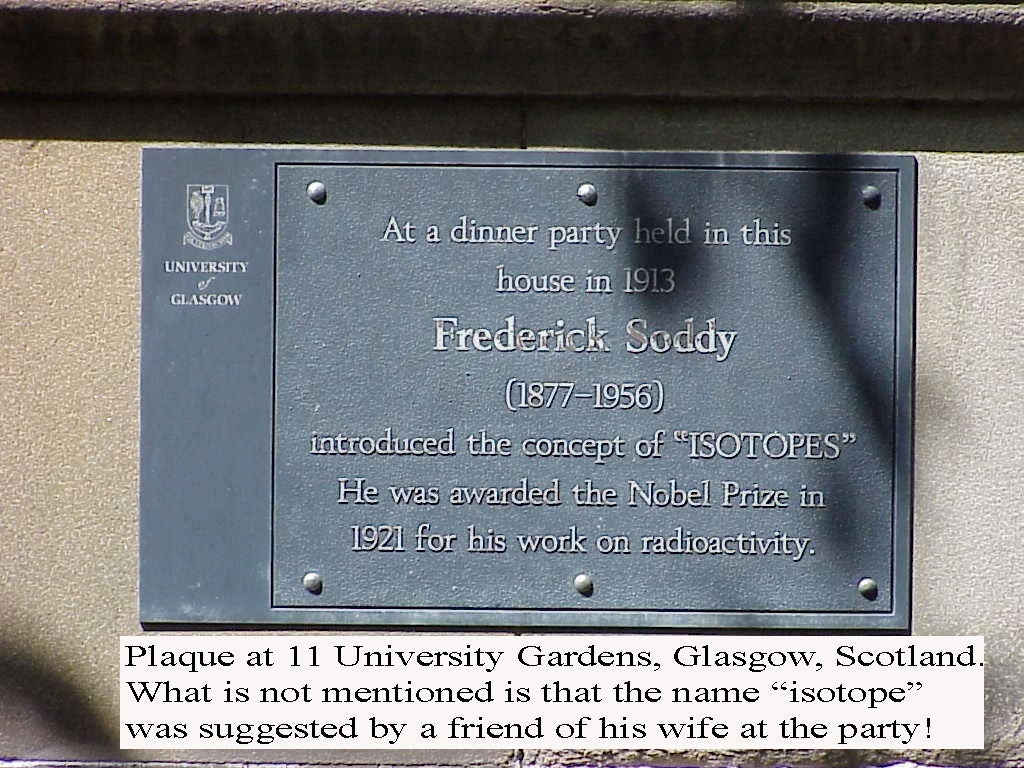 UNIVERSITY
of
GLASGOW
At a dinner party held in this
house in 1913
Frederick Soddy
(1877–1956)
introduced the concept of “ISOTOPES”
He was awarded the Nobel Prize in
1921 for his work on radioactivity.
Plaque at 11 University Gardens, Glasgow, Scotland.
What is not mentioned is that the name “isotope”
was suggested by a friend of his wife at the party!